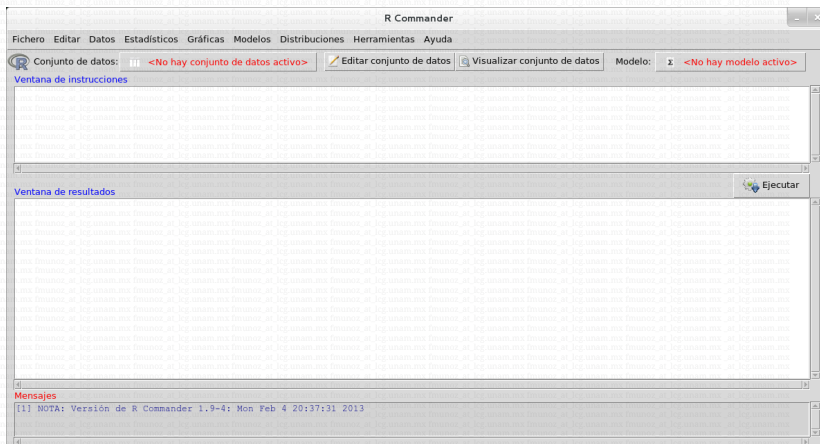 R Commander
Fichero Editar Datos Estadísticos Gráficas Modelos Distribuciones Herramientas Ayuda
R Conjunto de datos: <No hay conjunto de datos activo> Editar conjunto de datos Visualizar conjunto de datos Modelo: Σ <No hay modelo activo>
Ventana de instrucciones
Ventana de resultados
Ejecutar
Mensajes
[1] NOTA: Versión de R Commander 1.9-4: Mon Feb 4 20:37:31 2013